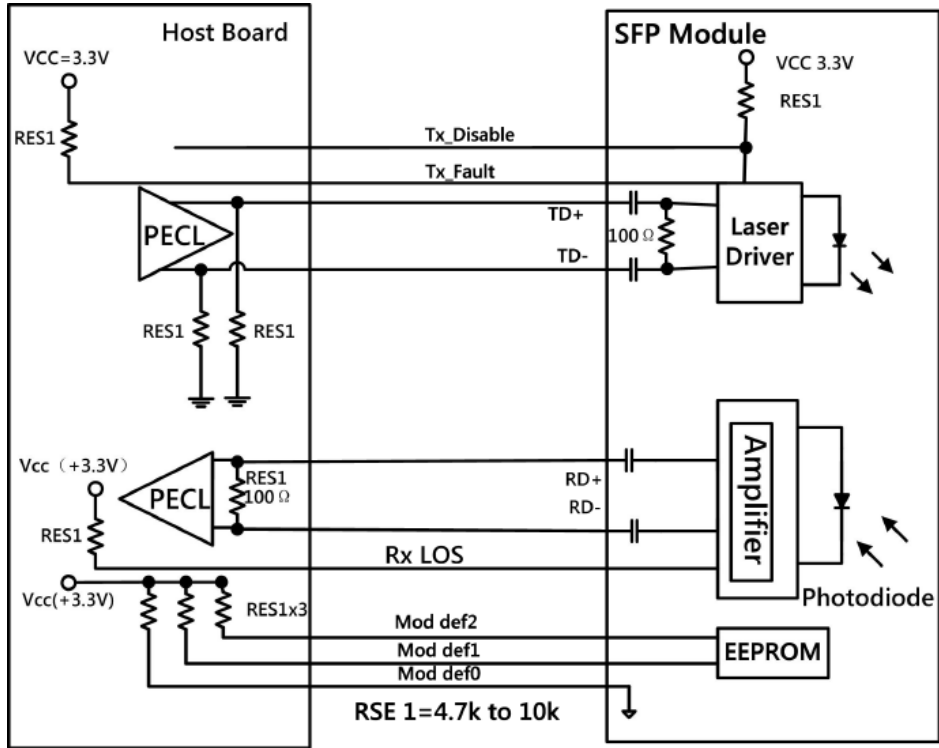 Host Board
SFP Module
VCC=3.3V
VCC 3.3V
RES1
RES1
Tx_Disable
Tx_Fault
PECL
TD+
100Ω
TD-
Laser
Driver
RES1
RES1
Vcc（+3.3V）
PECL
RES1
100Ω
RD+
RD-
Amplifier
RES1
Rx LOS
Vcc(+3.3V)
RES1x3
Photodiode
Mod def2
Mod def1
Mod def0
EEPROM
RSE 1=4.7k to 10k